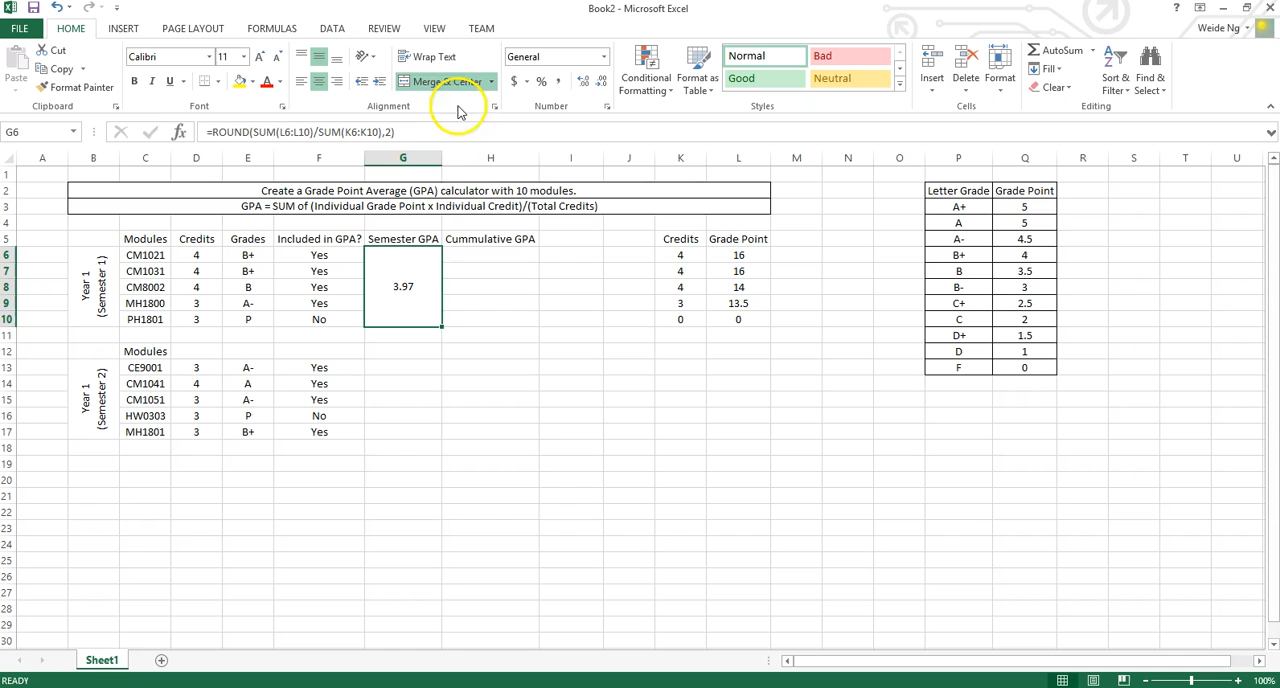 Book2 - Microsoft Excel
FILE HOME INSERT PAGE LAYOUT FORMULAS DATA REVIEW VIEW TEAM Weide Ng
Paste Cut Copy Format Painter Clipboard
Calibri 11 B I U A A A Font
Wrap Text Merge & Center Alignment
General $ % , Number
Conditional Formatting Format as Table Normal Bad Good Neutral Styles
Insert Delete Format Cells
AutoSum Fill Clear Sort & Filter Find & Select Editing
G6 fx =ROUND(SUM(L6:L10)/SUM(K6:K10),2)
A B C D E F G H I J K L M N O P Q R S T U
1
2 Create a Grade Point Average (GPA) calculator with 10 modules. Letter Grade Grade Point
3 GPA = SUM of (Individual Grade Point x Individual Credit)/(Total Credits) A+ 5
4 A 5
5 Modules Credits Grades Included in GPA? Semester GPA Cummulative GPA Credits Grade Point A- 4.5
Year 1
(Semester 1)
6 CM1021 4 B+ Yes 4 16 B+ 4
7 CM1031 4 B+ Yes 4 16 B 3.5
8 CM8002 4 B Yes 3.97 4 14 B- 3
9 MH1800 3 A- Yes 3 13.5 C+ 2.5
10 PH1801 3 P No 0 0 C 2
11 D+ 1.5
12 Modules D 1
Year 1
(Semester 2)
13 CE9001 3 A- Yes F 0
14 CM1041 4 A Yes
15 CM1051 3 A- Yes
16 HW0303 3 P No
17 MH1801 3 B+ Yes
18
19
20
21
22
23
24
25
26
27
28
29
30
Sheet1
READY 100%